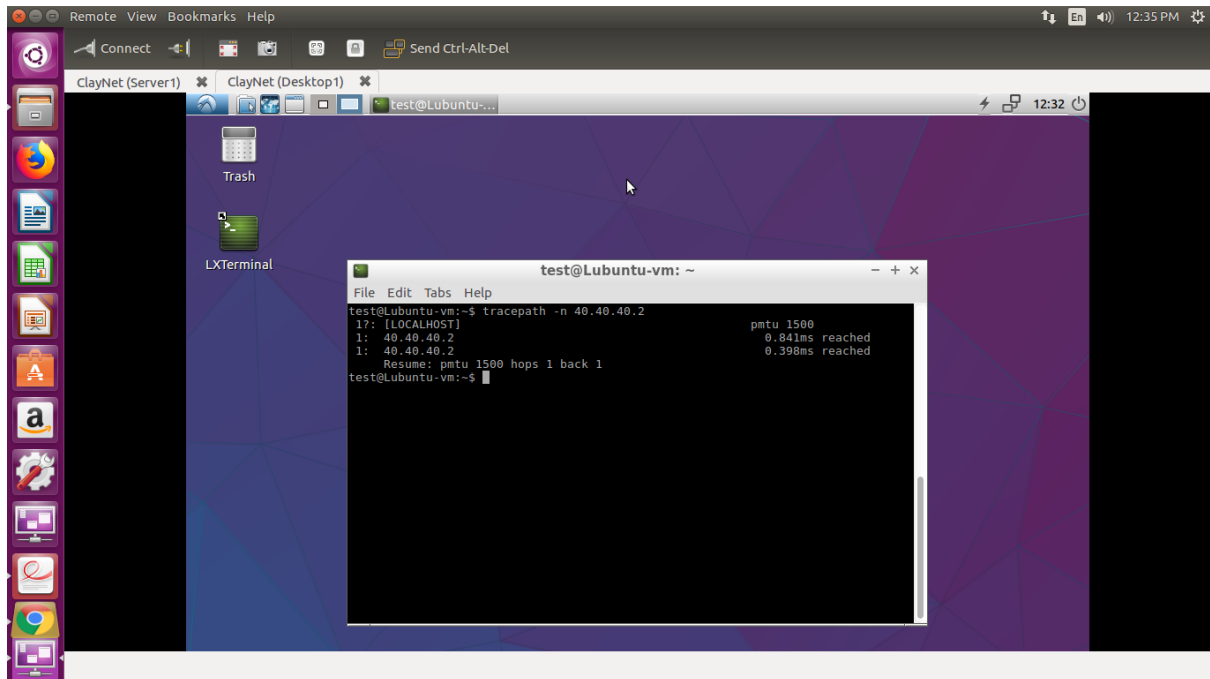 Remote View Bookmarks Help
En 12:35 PM
Connect Send Ctrl-Alt-Del
ClayNet (Server1) ClayNet (Desktop1)
test@Lubuntu-... 12:32
Trash
LXTerminal
test@Lubuntu-vm: ~
File Edit Tabs Help
test@Lubuntu-vm:~$ tracepath -n 40.40.40.2
1?: [LOCALHOST] pmtu 1500
1: 40.40.40.2 0.841ms reached
1: 40.40.40.2 0.398ms reached
Resume: pmtu 1500 hops 1 back 1
test@Lubuntu-vm:~$